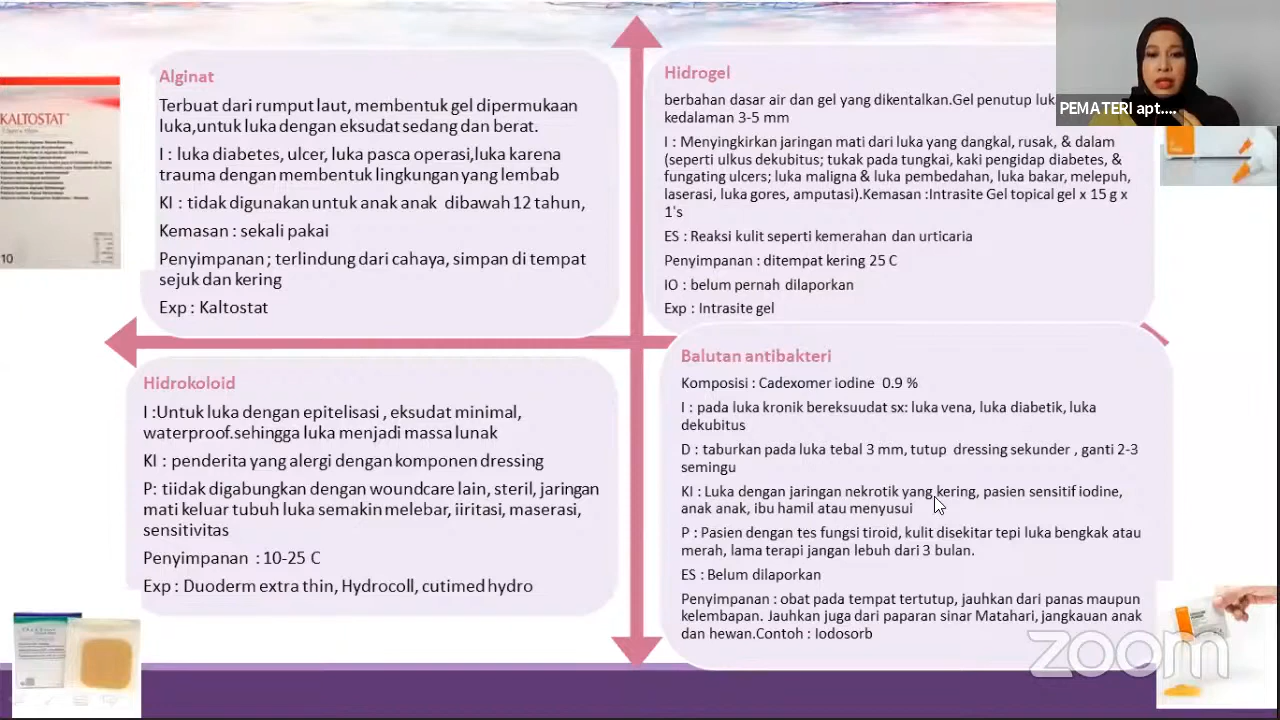 Alginat
Terbuat dari rumput laut, membentuk gel dipermukaan
luka,untuk luka dengan eksudat sedang dan berat.
I : luka diabetes, ulcer, luka pasca operasi, luka karena
trauma dengan membentuk lingkungan yang lembab
KI : tidak digunakan untuk anak anak dibawah 12 tahun,
Kemasan : sekali pakai
Penyimpanan ; terlindung dari cahaya, simpan di tempat
sejuk dan kering
Exp : Kaltostat
KALTOSTAT
10
Hidrogel
berbahan dasar air dan gel yang dikentalkan.Gel penutup
kedalaman 3-5 mm
I : Menyingkirkan jaringan mati dari luka yang dangkal, rusak, & dalam
(seperti ulkus dekubitus; tukak pada tungkai, kaki pengidap diabetes, &
fungating ulcer; luka maligna & luka pembedahan, luka bakar, melepuh,
laserasi, luka gores, amputasi).Kemasan :Intrasite Gel topical gel x 15 g x
1's
ES : Reaksi kulit seperti kemerahan dan urticaria
Penyimpanan : ditempat kering 25 C
IO : belum pernah dilaporkan
Exp : Intrasite gel
PEMATERI apt....
Hidrokoloid
I :Untuk luka dengan epitelisasi , eksudat minimal,
waterproof.sehingga luka menjadi massa lunak
KI : penderita yang alergi dengan komponen dressing
P: tiidak digabungkan dengan woundcare lain, steril, jaringan
mati keluar tubuh luka semakin melebar, iiritasi, maserasi,
sensitivitas
Penyimpanan : 10-25 C
Exp : Duoderm extra thin, Hydrocoll, cutimed hydro
Balutan antibakteri
Komposisi : Cadexomer iodine 0.9 %
I : pada luka kronik bereksuudat sx: luka vena, luka diabetik, luka
dekubitus
D : taburkan pada luka tebal 3 mm, tutup dressing sekunder , ganti 2-3
semingu
KI : Luka dengan jaringan nekrotik yang kering, pasien sensitif iodine,
anak anak, ibu hamil atau menyusui
P : Pasien dengan tes fungsi tiroid, kulit disekitar tepi luka bengkak atau
merah, lama terapi jangan lebuh dari 3 bulan.
ES : Belum dilaporkan
Penyimpanan : obat pada tempat tertutup, jauhkan dari panas maupun
kelembapan. Jauhkan juga dari paparan sinar Matahari, jangkauan anak
dan hewan.Contoh : Iodosorb
zoom